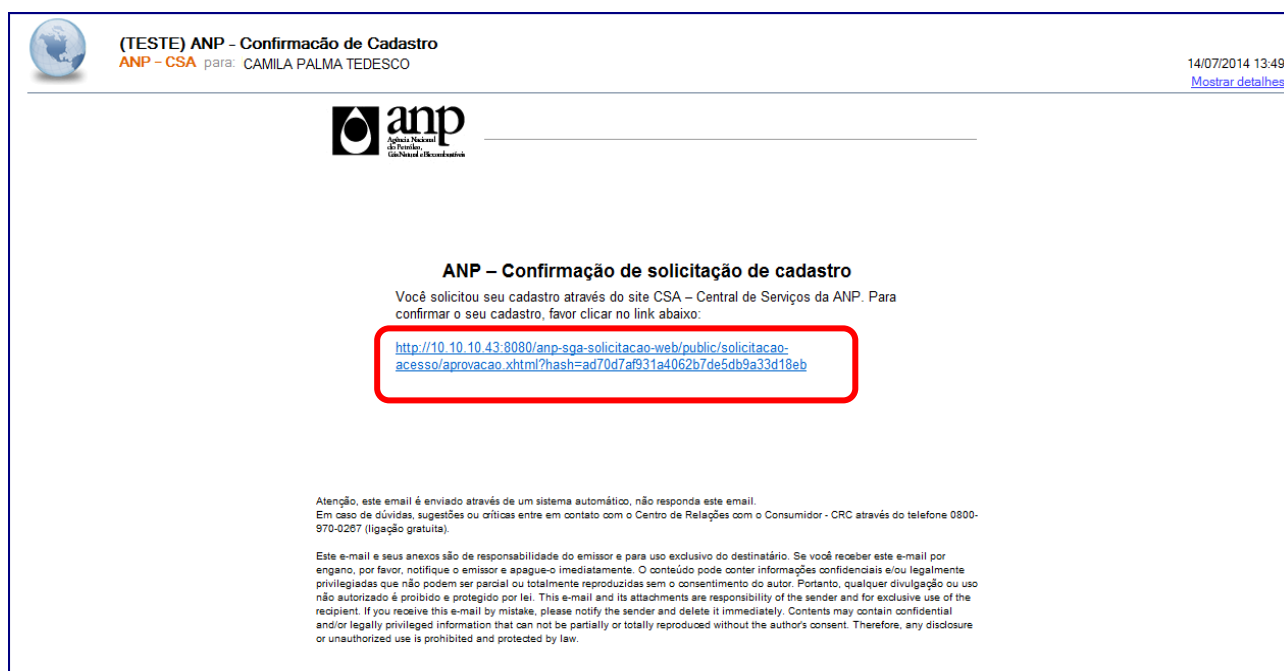 (TESTE) ANP - Confirmacão de Cadastro
ANP - CSA para: CAMILA PALMA TEDESCO
14/07/2014 13:49
Mostrar detalhes
anp
Agência Nacional
do Petróleo,
Gás Natural e Biocombustíveis
ANP – Confirmação de solicitação de cadastro
Você solicitou seu cadastro através do site CSA – Central de Serviços da ANP. Para
confirmar o seu cadastro, favor clicar no link abaixo:
http://10.10.10.43:8080/anp-sga-solicitacao-web/public/solicitacao-
acesso/aprovacao.xhtml?hash=ad70d7af931a4062b7de5db9a33d18eb
Atenção, este email é enviado através de um sistema automático, não responda este email.
Em caso de dúvidas, sugestões ou críticas entre em contato com o Centro de Relações com o Consumidor - CRC através do telefone 0800-
970-0267 (ligação gratuita).
Este e-mail e seus anexos são de responsabilidade do emissor e para uso exclusivo do destinatário. Se você receber este e-mail por
engano, por favor, notifique o emissor e apague-o imediatamente. O conteúdo pode conter informações confidenciais e/ou legalmente
privilegiadas que não podem ser parcial ou totalmente reproduzidas sem o consentimento do autor. Portanto, qualquer divulgação ou uso
não autorizado é proibido e protegido por lei. This e-mail and its attachments are responsibility of the sender and for exclusive use of the
recipient. If you receive this e-mail by mistake, please notify the sender and delete it immediately. Contents may contain confidential
and/or legally privileged information that can not be partially or totally reproduced without the author's consent. Therefore, any disclosure
or unauthorized use is prohibited and protected by law.